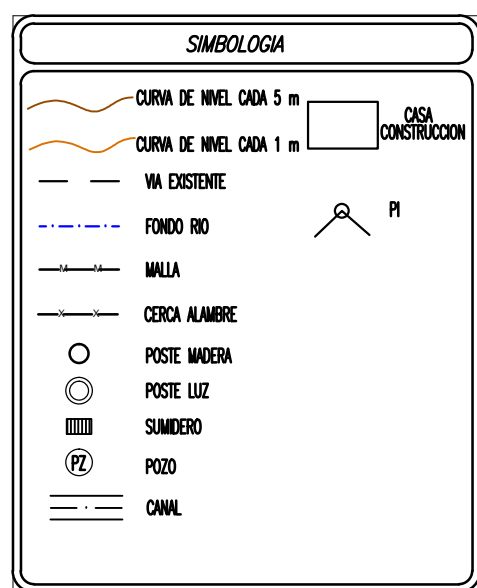 SIMBOLOGIA
CURVA DE NIVEL CADA 5 m
CURVA DE NIVEL CADA 1 m
VIA EXISTENTE
FONDO RIO
M M
MALLA
X X
CERCA ALAMBRE
POSTE MADERA
POSTE LUZ
SUMIDERO
PZ
POZO
CANAL
CASA
CONSTRUCCION
PI